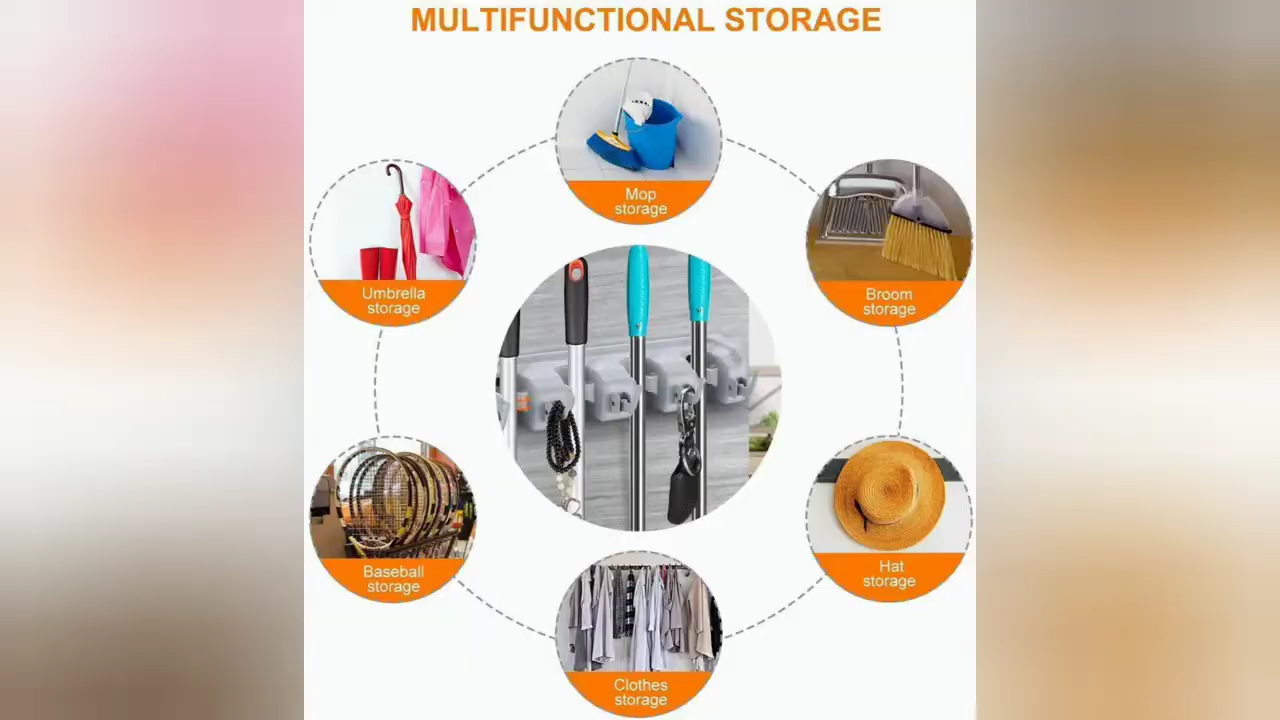 MULTIFUNCTIONAL STORAGE
Mop
storage
Umbrella
storage
Broom
storage
Baseball
storage
Hat
storage
Clothes
storage